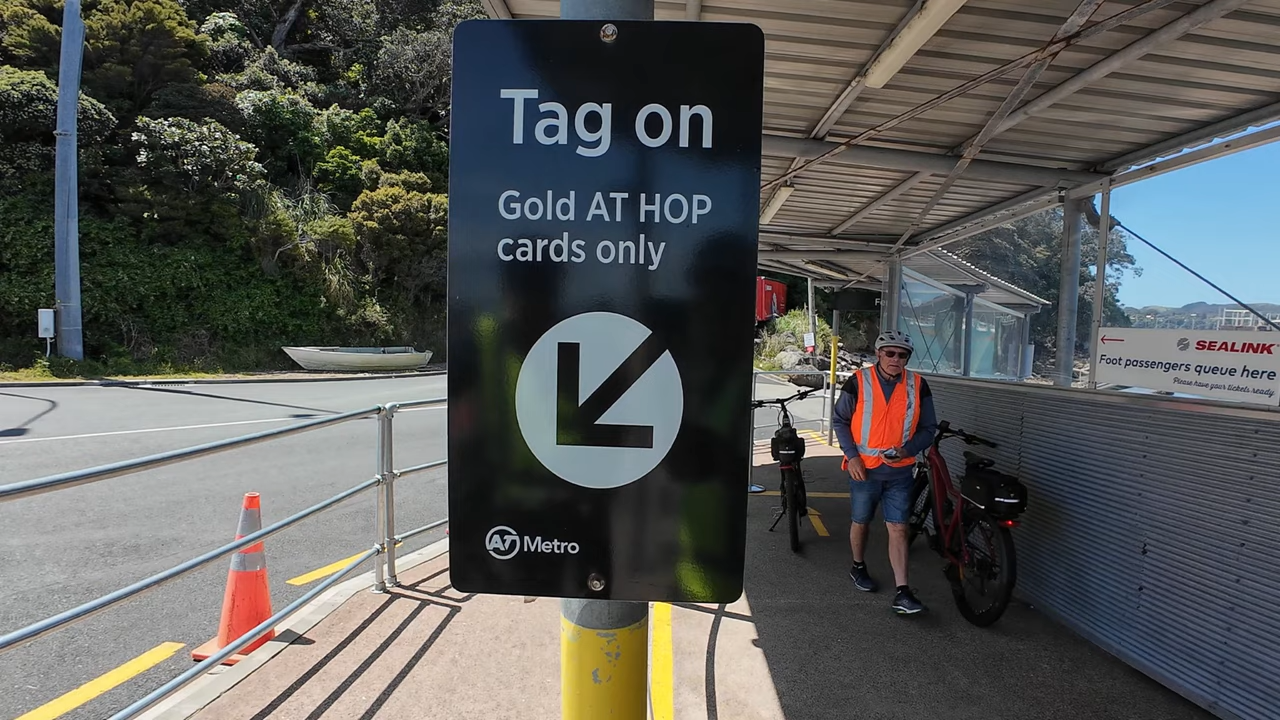 Tag on
Gold AT HOP
cards only
AT Metro
SEALINK
Foot passengers queue here
Please have your tickets ready